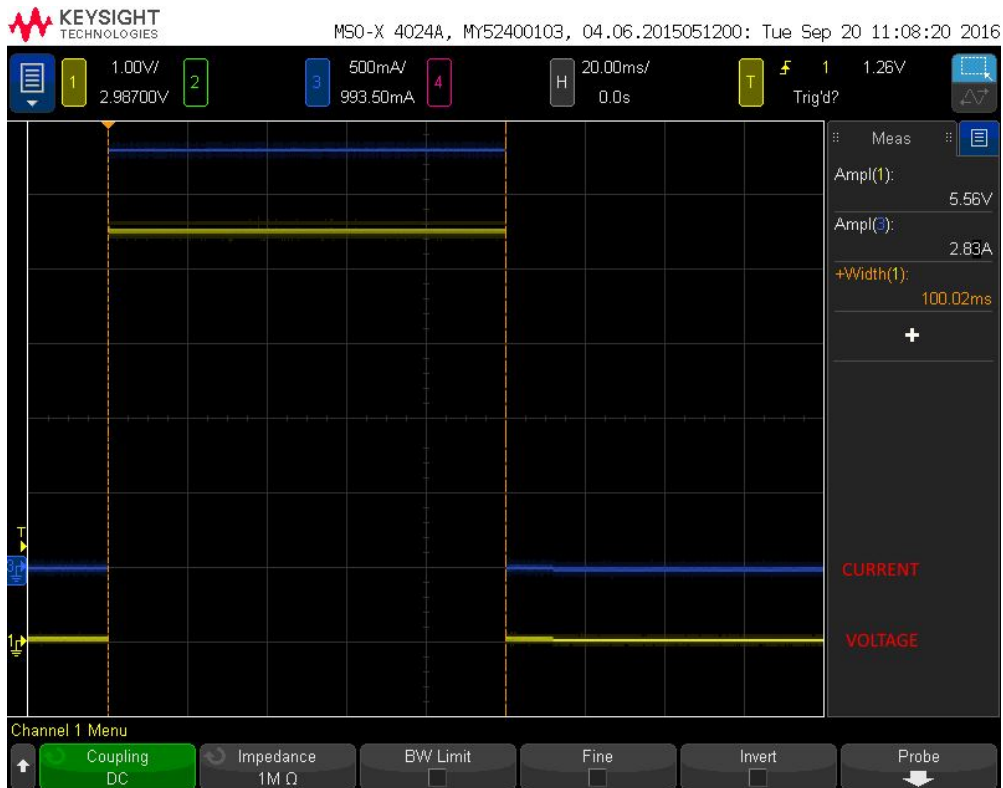 KEYSIGHT
TECHNOLOGIES
MSO-X 4024A, MY52400103, 04.06.2015051200: Tue Sep 20 11:08:20 2016
1 1.00V/ 2 3 500mA/ 4 H 20.00ms/ T 1 1.26V
2.98700V 993.50mA 0.0s Trig'd?
Meas
Ampl(1):
5.56V
Ampl(3):
2.83A
+Width(1):
100.02ms
+
T
3
CURRENT
1
VOLTAGE
Channel 1 Menu
Coupling Impedance BW Limit Fine Invert Probe
DC 1M Ω